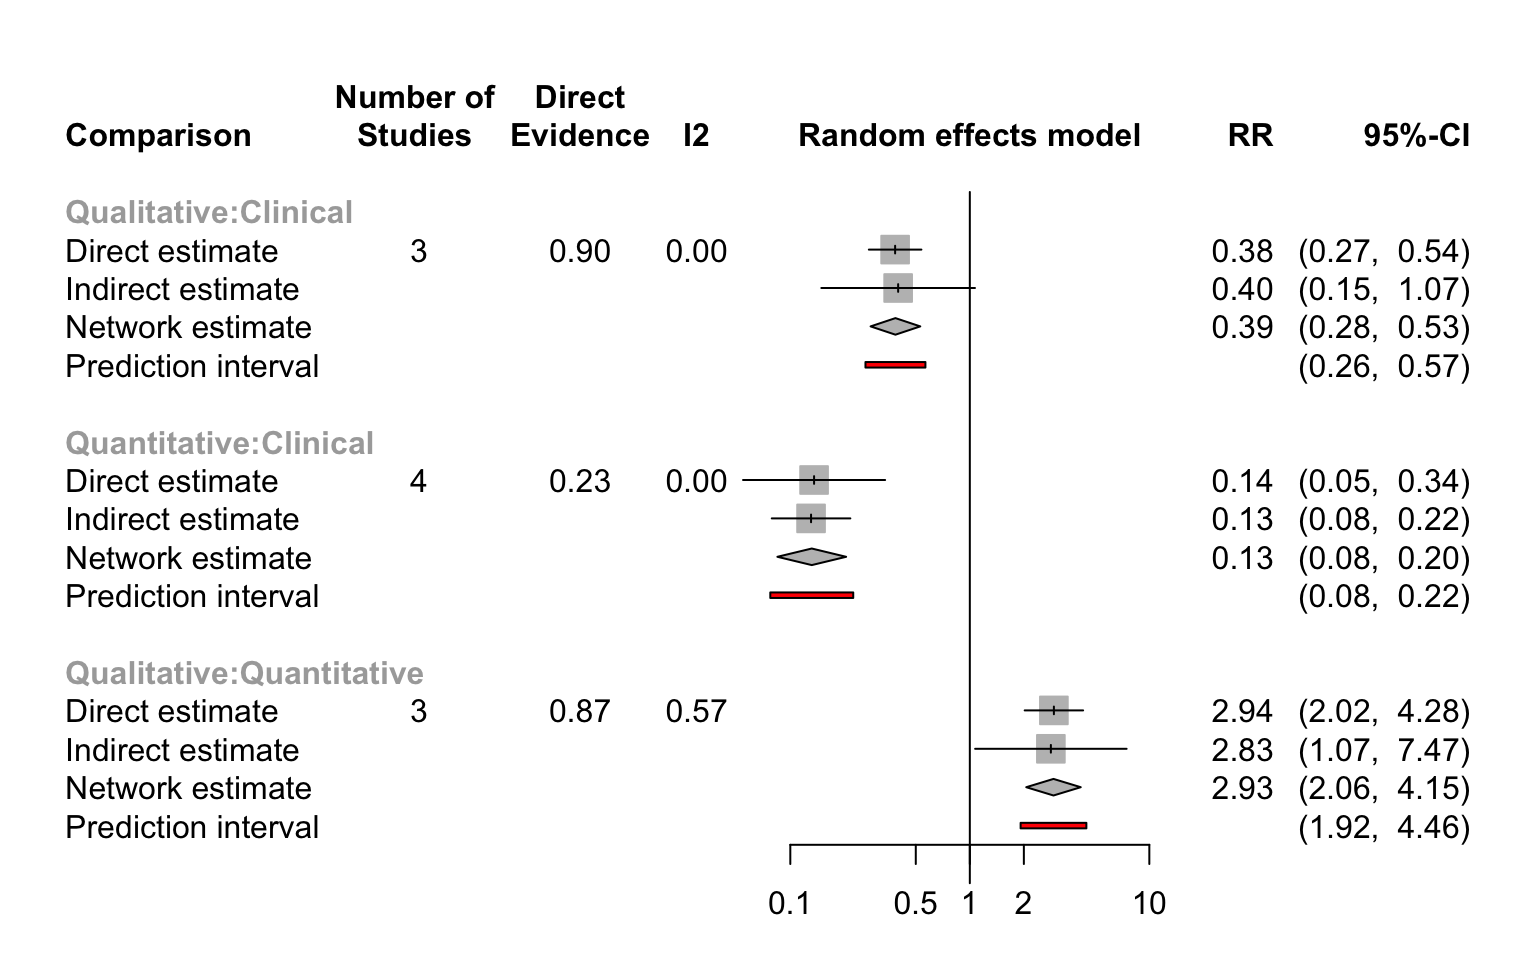 Number of Direct
Comparison Studies Evidence I2 Random effects model RR 95%-CI
Qualitative:Clinical
Direct estimate 3 0.90 0.00 0.38 (0.27, 0.54)
Indirect estimate 0.40 (0.15, 1.07)
Network estimate 0.39 (0.28, 0.53)
Prediction interval (0.26, 0.57)
Quantitative:Clinical
Direct estimate 4 0.23 0.00 0.14 (0.05, 0.34)
Indirect estimate 0.13 (0.08, 0.22)
Network estimate 0.13 (0.08, 0.20)
Prediction interval (0.08, 0.22)
Qualitative:Quantitative
Direct estimate 3 0.87 0.57 2.94 (2.02, 4.28)
Indirect estimate 2.83 (1.07, 7.47)
Network estimate 2.93 (2.06, 4.15)
Prediction interval (1.92, 4.46)
0.1 0.5 1 2 10